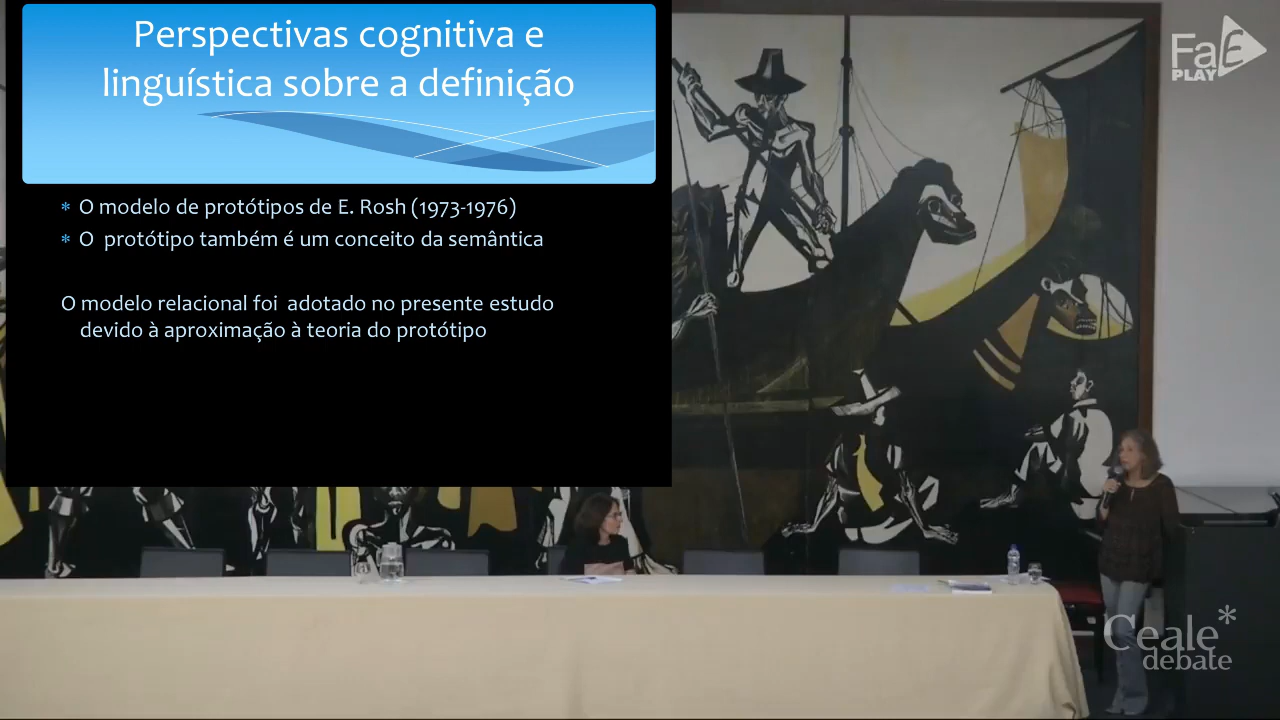 Perspectivas cognitiva e
linguística sobre a definição
* O modelo de protótipos de E. Rosh (1973-1976)
* O protótipo também é um conceito da semântica
O modelo relacional foi adotado no presente estudo
devido à aproximação à teoria do protótipo
FaE
PLAY
Ceale*
debate